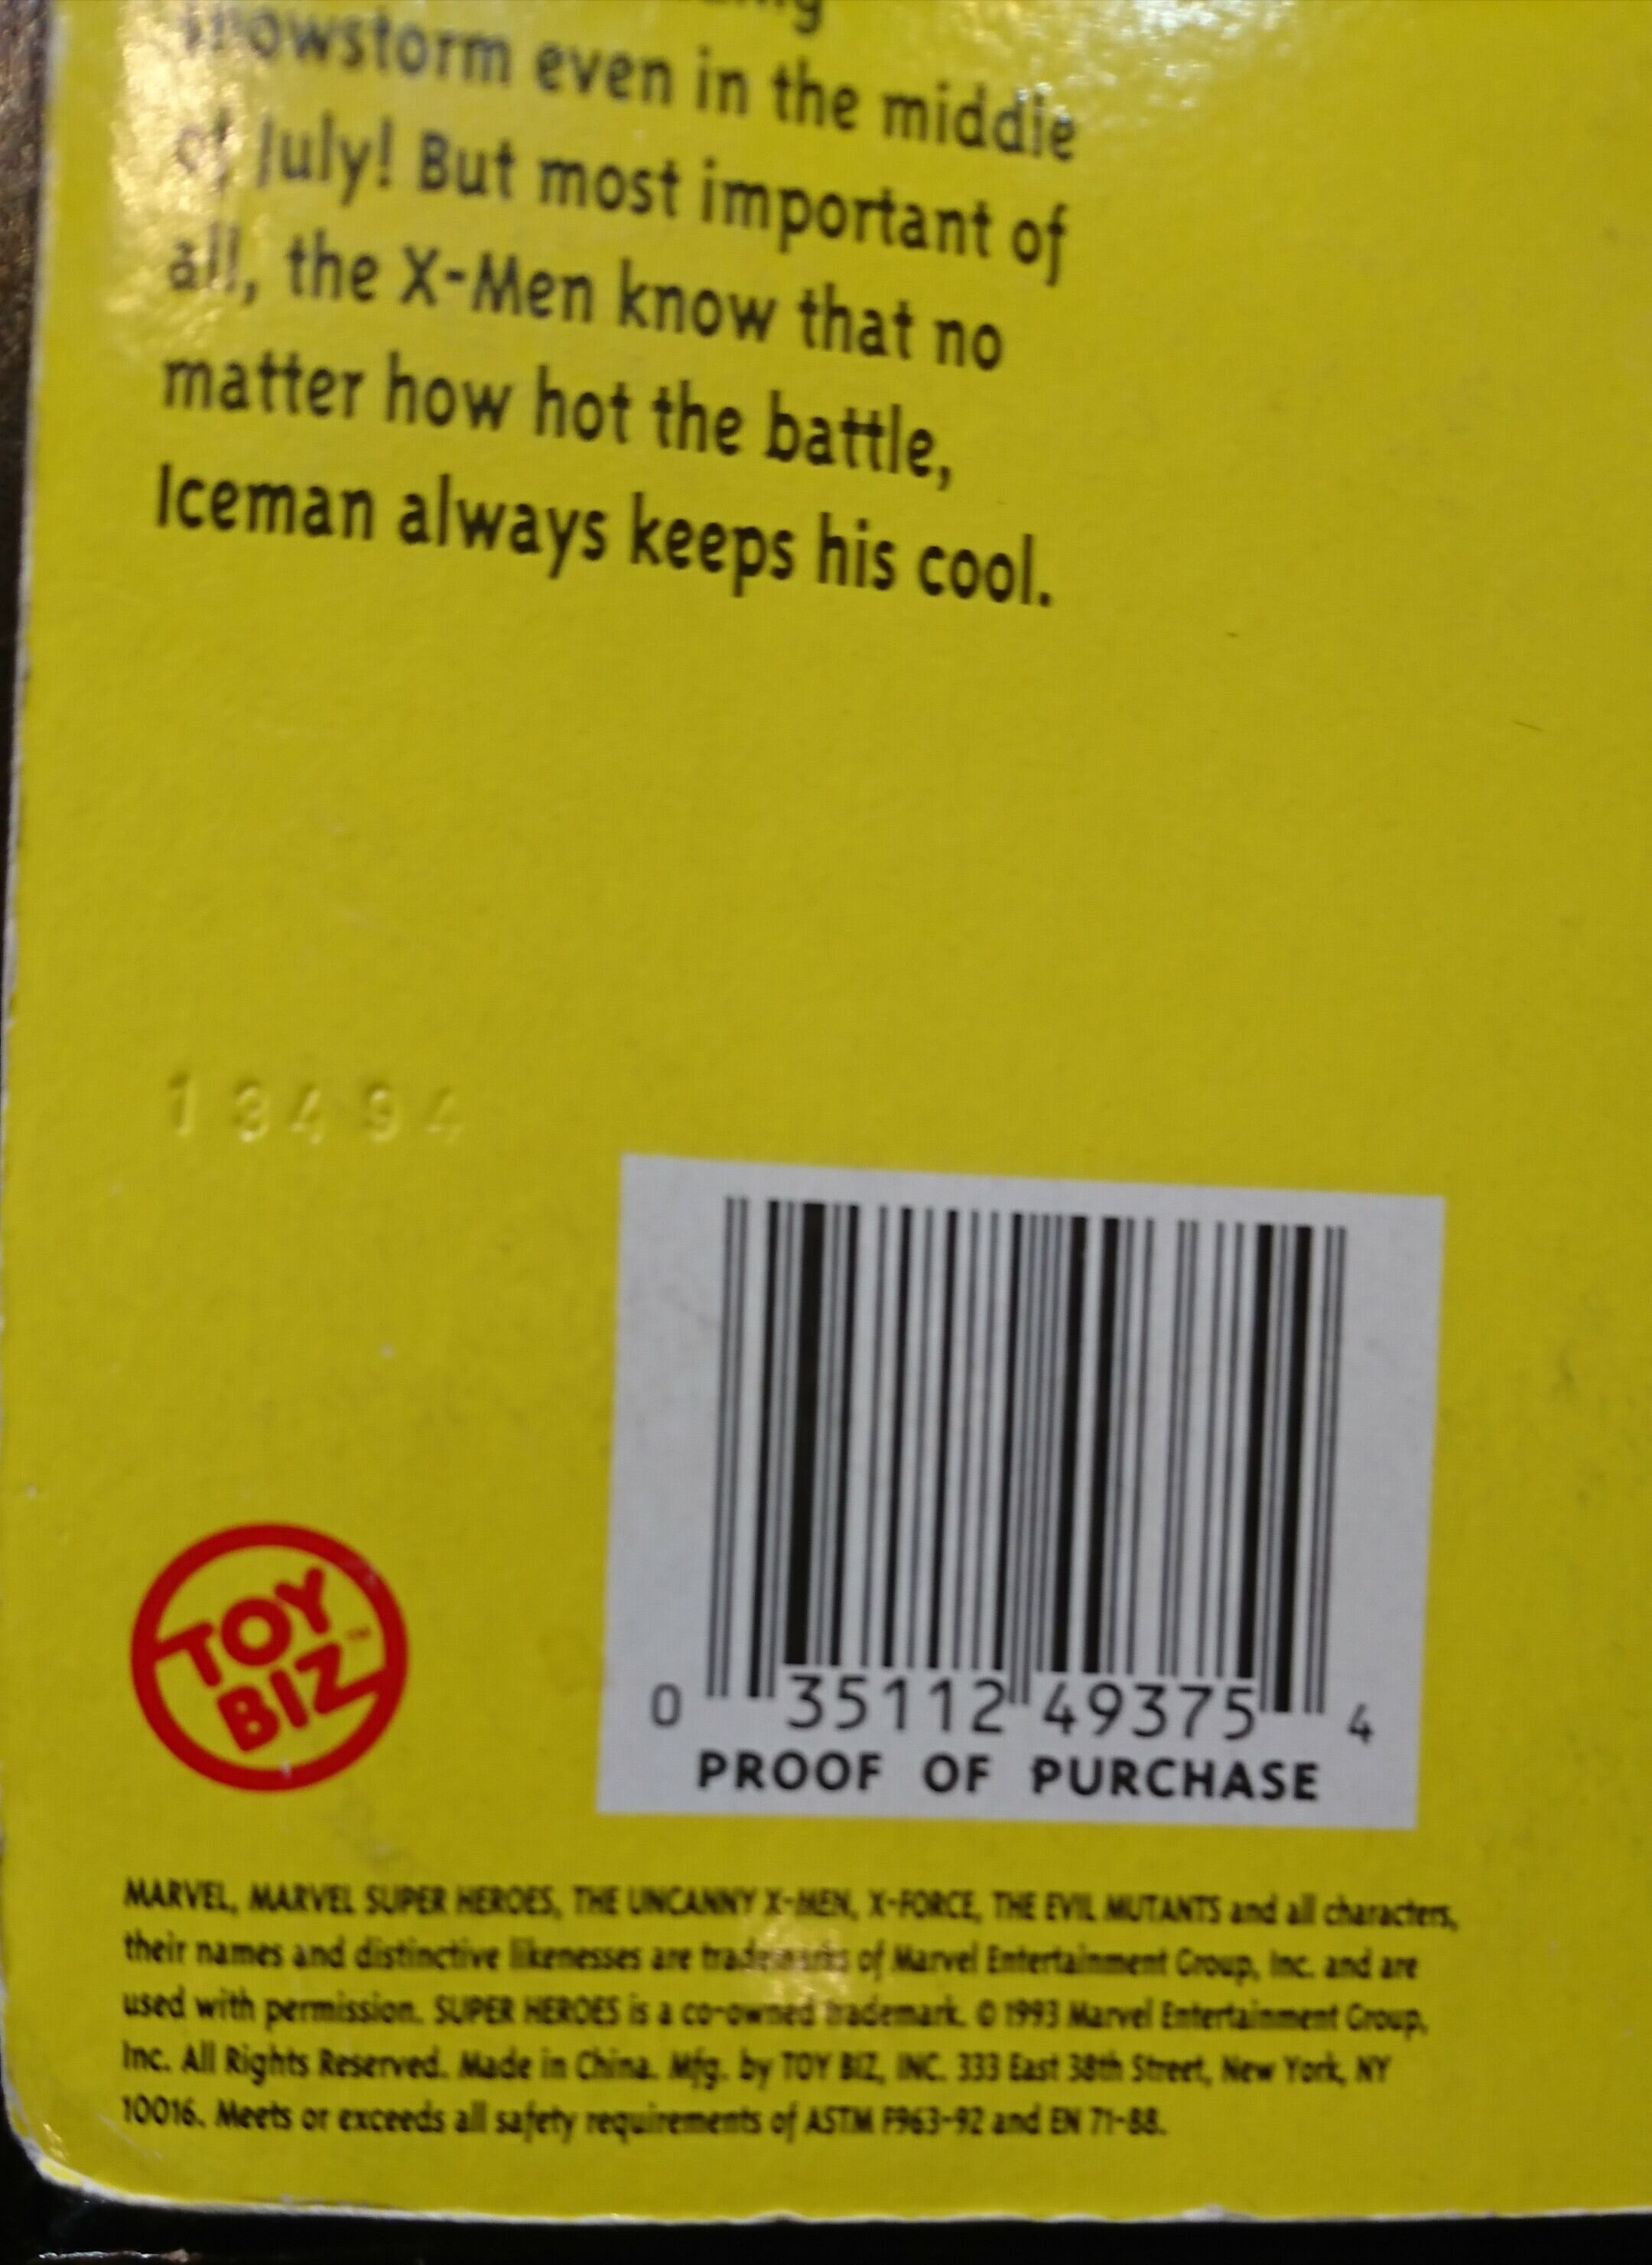 snowstorm even in the middle
of July! But most important of
all, the X-Men know that no
matter how hot the battle,
Iceman always keeps his cool.
13494
TOY
BIZ™
0 35112 49375 4
PROOF OF PURCHASE
MARVEL, MARVEL SUPER HEROES, THE UNCANNY X-MEN, X-FORCE, THE EVIL MUTANTS and all characters,
their names and distinctive likenesses are trademarks of Marvel Entertainment Group, Inc. and are
used with permission. SUPER HEROES is a co-owned trademark. © 1993 Marvel Entertainment Group,
Inc. All Rights Reserved. Made in China. Mfg. by TOY BIZ, INC. 333 East 38th Street, New York, NY
10016. Meets or exceeds all safety requirements of ASTM F963-92 and EN 71-88.